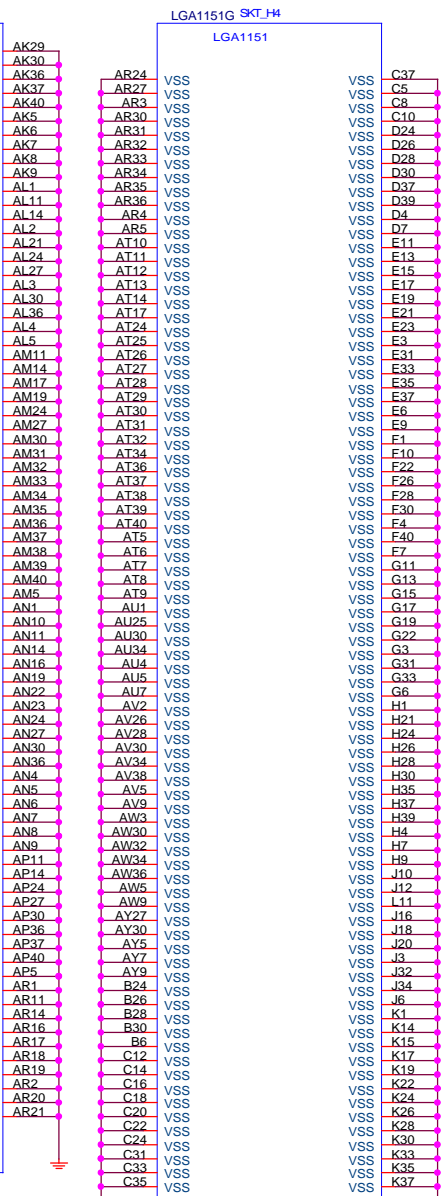 LGA1151G SKT_H4
LGA1151
AK29
AK30
AK36
AK37
AK40
AK5
AK6
AK7
AK8
AK9
AL1
AL11
AL14
AL2
AL21
AL24
AL27
AL3
AL30
AL36
AL4
AL5
AM11
AM14
AM17
AM19
AM24
AM27
AM30
AM31
AM32
AM33
AM34
AM35
AM36
AM37
AM38
AM39
AM40
AM5
AN1
AN10
AN11
AN14
AN16
AN19
AN22
AN23
AN24
AN27
AN30
AN36
AN4
AN5
AN6
AN7
AN8
AN9
AP11
AP14
AP24
AP27
AP30
AP36
AP37
AP40
AP5
AR1
AR11
AR14
AR16
AR17
AR18
AR19
AR2
AR20
AR21
AR24 VSS VSS C37
AR27 VSS VSS C5
AR3 VSS VSS C8
AR30 VSS VSS C10
AR31 VSS VSS D24
AR32 VSS VSS D26
AR33 VSS VSS D28
AR34 VSS VSS D30
AR35 VSS VSS D37
AR36 VSS VSS D39
AR4 VSS VSS D4
AR5 VSS VSS D7
AT10 VSS VSS E11
AT11 VSS VSS E13
AT12 VSS VSS E15
AT13 VSS VSS E17
AT14 VSS VSS E19
AT17 VSS VSS E21
AT24 VSS VSS E23
AT25 VSS VSS E3
AT26 VSS VSS E31
AT27 VSS VSS E33
AT28 VSS VSS E35
AT29 VSS VSS E37
AT30 VSS VSS E6
AT31 VSS VSS E9
AT32 VSS VSS F1
AT34 VSS VSS F10
AT36 VSS VSS F22
AT37 VSS VSS F26
AT38 VSS VSS F28
AT39 VSS VSS F30
AT40 VSS VSS F4
AT5 VSS VSS F40
AT6 VSS VSS F7
AT7 VSS VSS G11
AT8 VSS VSS G13
AT9 VSS VSS G15
AU1 VSS VSS G17
AU25 VSS VSS G19
AU30 VSS VSS G22
AU34 VSS VSS G3
AU4 VSS VSS G31
AU5 VSS VSS G33
AU7 VSS VSS G6
AV2 VSS VSS H1
AV26 VSS VSS H21
AV28 VSS VSS H24
AV30 VSS VSS H26
AV34 VSS VSS H28
AV38 VSS VSS H30
AV5 VSS VSS H35
AV9 VSS VSS H37
AW3 VSS VSS H39
AW30 VSS VSS H4
AW32 VSS VSS H7
AW34 VSS VSS H9
AW36 VSS VSS J10
AW5 VSS VSS J12
AW9 VSS VSS L11
AY27 VSS VSS J16
AY30 VSS VSS J18
AY5 VSS VSS J20
AY7 VSS VSS J3
AY9 VSS VSS J32
B24 VSS VSS J34
B26 VSS VSS J6
B28 VSS VSS K1
B30 VSS VSS K14
B6 VSS VSS K15
C12 VSS VSS K17
C14 VSS VSS K19
C16 VSS VSS K22
C18 VSS VSS K24
C20 VSS VSS K26
C22 VSS VSS K28
C24 VSS VSS K30
C31 VSS VSS K33
C33 VSS VSS K35
C35 VSS VSS K37